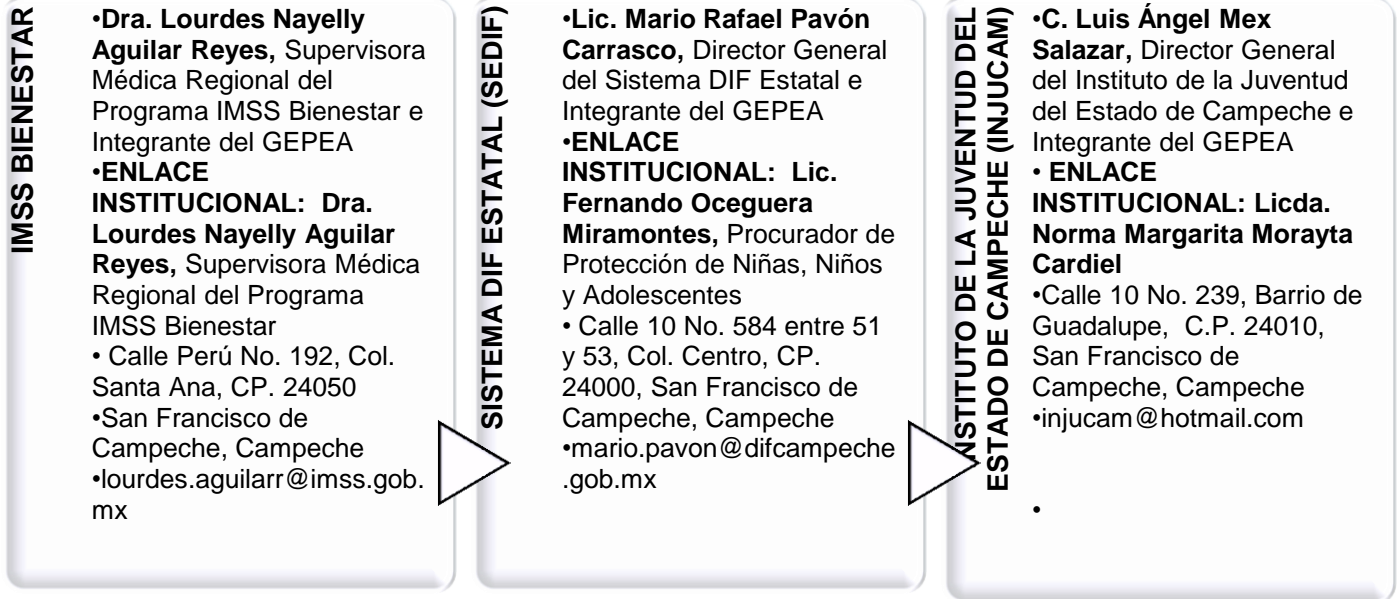 IMSS BIENESTAR
•Dra. Lourdes Nayelly
Aguilar Reyes, Supervisora
Médica Regional del
Programa IMSS Bienestar e
Integrante del GEPEA
•ENLACE
INSTITUCIONAL: Dra.
Lourdes Nayelly Aguilar
Reyes, Supervisora Médica
Regional del Programa
IMSS Bienestar
• Calle Perú No. 192, Col.
Santa Ana, CP. 24050
•San Francisco de
Campeche, Campeche
•lourdes.aguilarr@imss.gob.
mx
SISTEMA DIF ESTATAL (SEDIF)
•Lic. Mario Rafael Pavón
Carrasco, Director General
del Sistema DIF Estatal e
Integrante del GEPEA
•ENLACE
INSTITUCIONAL: Lic.
Fernando Oceguera
Miramontes, Procurador de
Protección de Niñas, Niños
y Adolescentes
• Calle 10 No. 584 entre 51
y 53, Col. Centro, CP.
24000, San Francisco de
Campeche, Campeche
•mario.pavon@difcampeche
.gob.mx
NSTITUTO DE LA JUVENTUD DEL
ESTADO DE CAMPECHE (INJUCAM)
•C. Luis Ángel Mex
Salazar, Director General
del Instituto de la Juventud
del Estado de Campeche e
Integrante del GEPEA
• ENLACE
INSTITUCIONAL: Licda.
Norma Margarita Morayta
Cardiel
•Calle 10 No. 239, Barrio de
Guadalupe, C.P. 24010,
San Francisco de
Campeche, Campeche
•injucam@hotmail.com
•